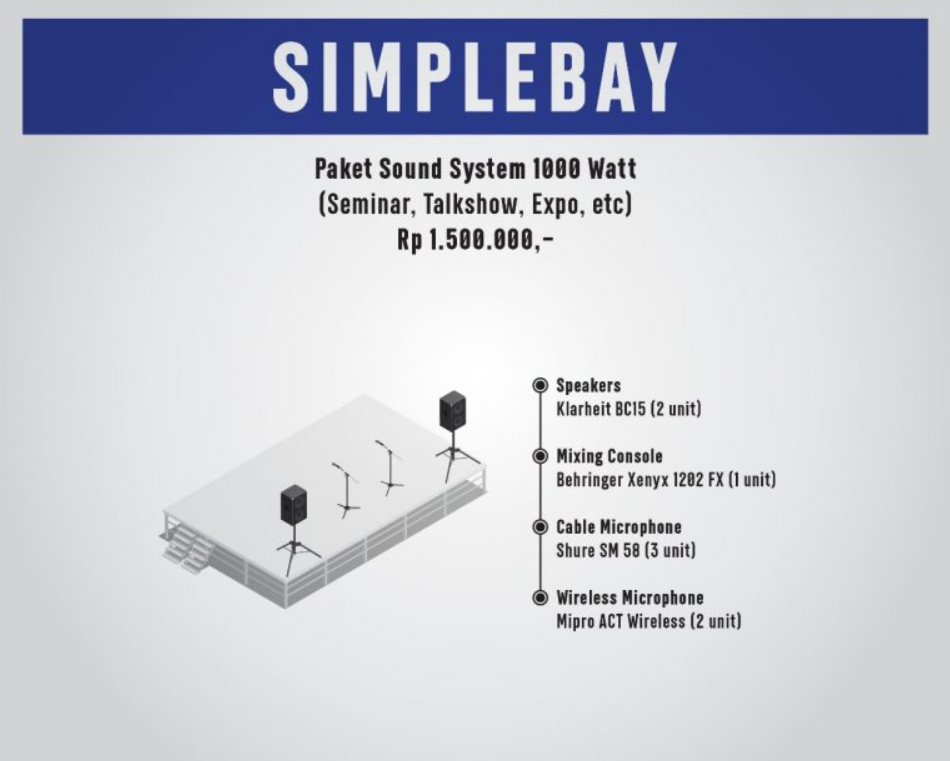 SIMPLEBAY
Paket Sound System 1000 Watt
(Seminar, Talkshow, Expo, etc)
Rp 1.500.000,-
Speakers
Klarheit BC15 (2 unit)
Mixing Console
Behringer Xenyx 1202 FX (1 unit)
Cable Microphone
Shure SM 58 (3 unit)
Wireless Microphone
Mipro ACT Wireless (2 unit)